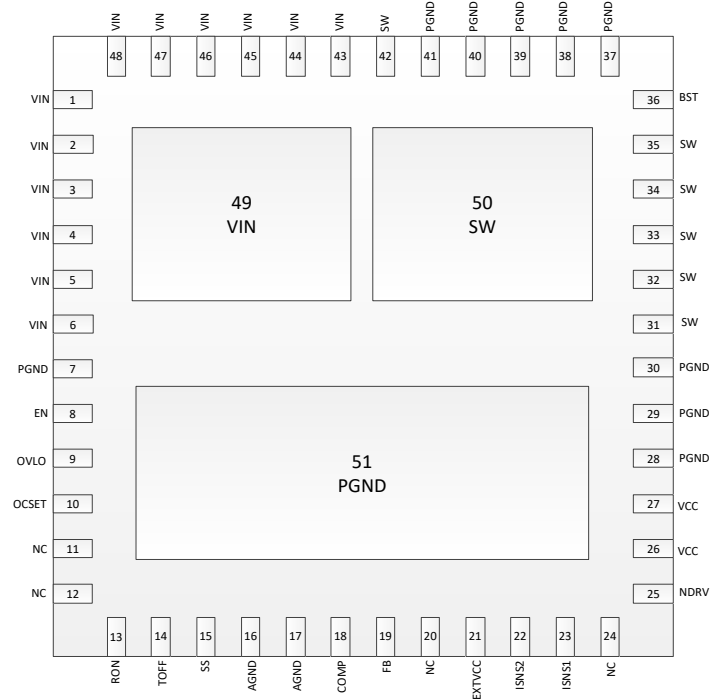 VIN VIN VIN VIN VIN VIN SW PGND PGND PGND PGND PGND
48 47 46 45 44 43 42 41 40 39 38 37
VIN 1 36 BST
VIN 2 35 SW
VIN 3 34 SW
VIN 4 33 SW
VIN 5 32 SW
VIN 6 31 SW
49
VIN
50
SW
PGND 7 30 PGND
EN 8 29 PGND
OVLO 9 28 PGND
OCSET 10 27 VCC
NC 11 26 VCC
NC 12 25 NDRV
51
PGND
13 14 15 16 17 18 19 20 21 22 23 24
RON TOFF SS AGND AGND COMP FB NC EXTVCC ISNS2 ISNS1 NC